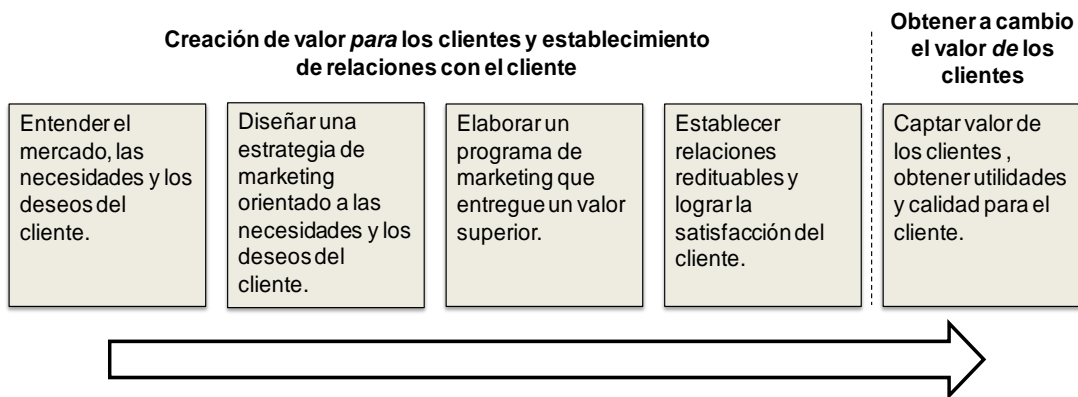 Creación de valor para los clientes y establecimiento
de relaciones con el cliente
Obtener a cambio
el valor de los
clientes
Entender el
mercado, las
necesidades y los
deseos del
cliente.
Diseñar una
estrategia de
marketing
orientado a las
necesidades y los
deseos del
cliente.
Elaborar un
programa de
marketing que
entregue un valor
superior.
Establecer
relaciones
redituables y
lograr la
satisfacción del
cliente.
Captar valor de
los clientes ,
obtener utilidades
y calidad para el
cliente.